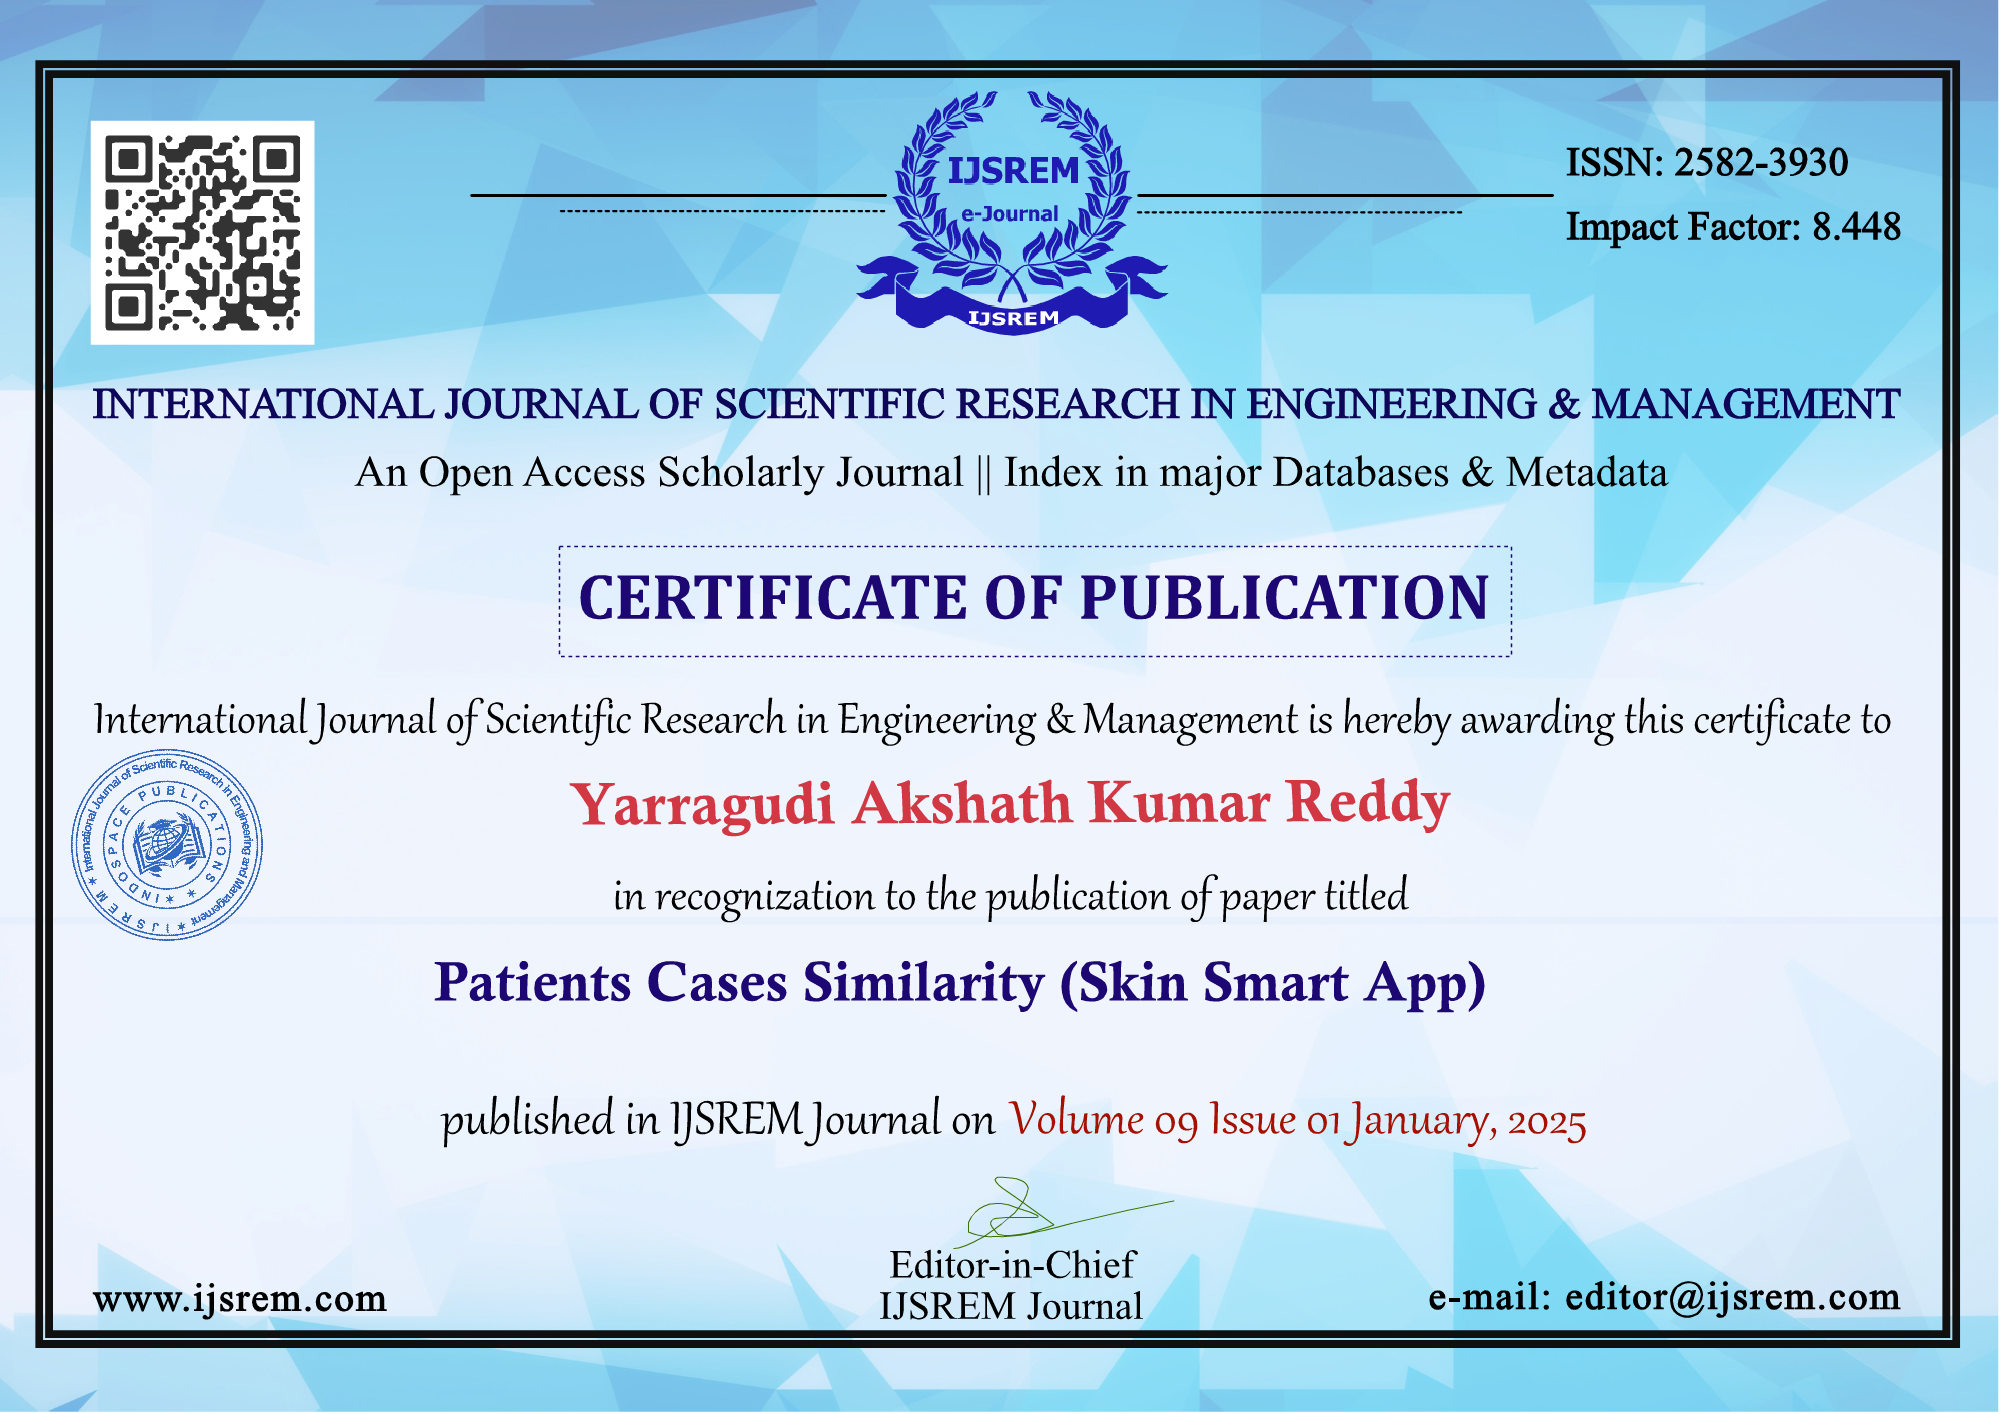 IJSREM
e-Journal
IJSREM
ISSN: 2582-3930
Impact Factor: 8.448
INTERNATIONAL JOURNAL OF SCIENTIFIC RESEARCH IN ENGINEERING & MANAGEMENT
An Open Access Scholarly Journal || Index in major Databases & Metadata
CERTIFICATE OF PUBLICATION
International Journal of Scientific Research in Engineering & Management is hereby awarding this certificate to
International Journal of Scientific Research in Engineering and Management ★ IJSREM ★
INDOSPACE PUBLICATIONS ★ ★
Yarragudi Akshath Kumar Reddy
in recognization to the publication of paper titled
Patients Cases Similarity (Skin Smart App)
published in IJSREM Journal on Volume 09 Issue 01 January, 2025
Editor-in-Chief
IJSREM Journal
www.ijsrem.com
e-mail: editor@ijsrem.com